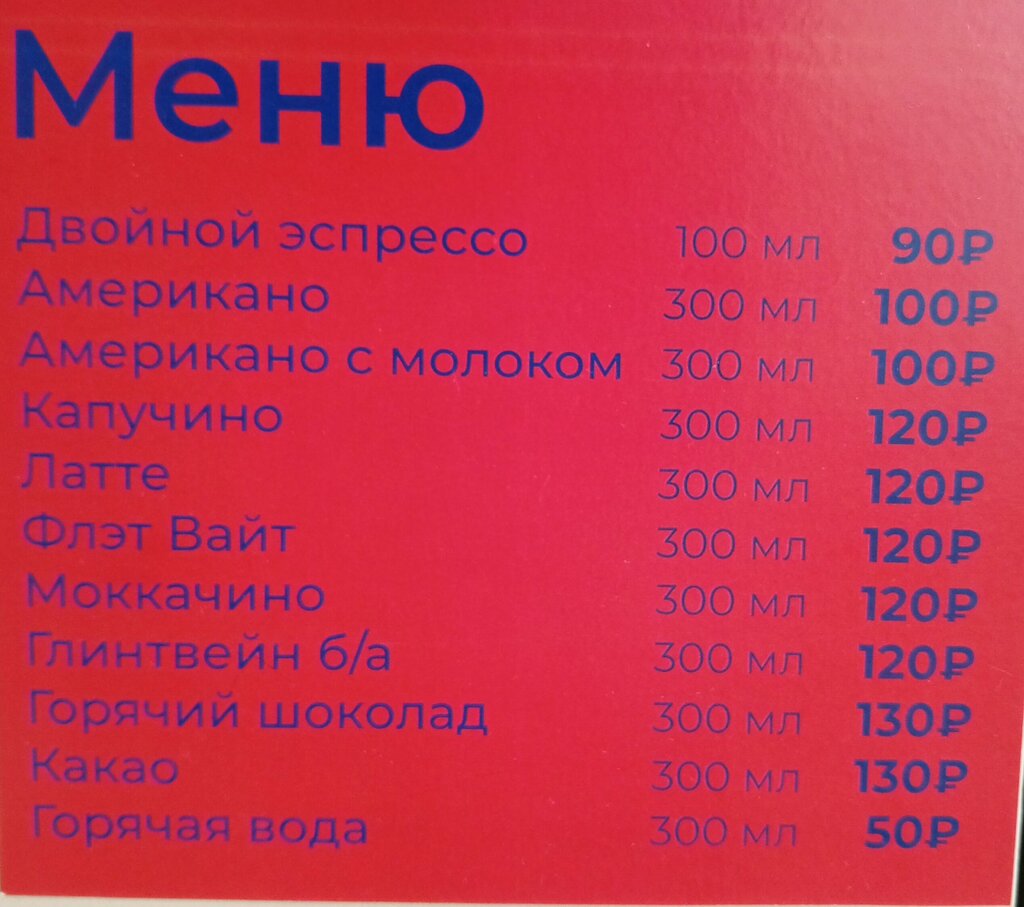 Меню
Двойной эспрессо 100 мл 90₽
Американо 300 мл 100₽
Американо с молоком 300 мл 100₽
Капучино 300 мл 120₽
Латте 300 мл 120₽
Флэт Вайт 300 мл 120₽
Моккачино 300 мл 120₽
Глинтвейн б/а 300 мл 120₽
Горячий шоколад 300 мл 130₽
Какао 300 мл 130₽
Горячая вода 300 мл 50₽